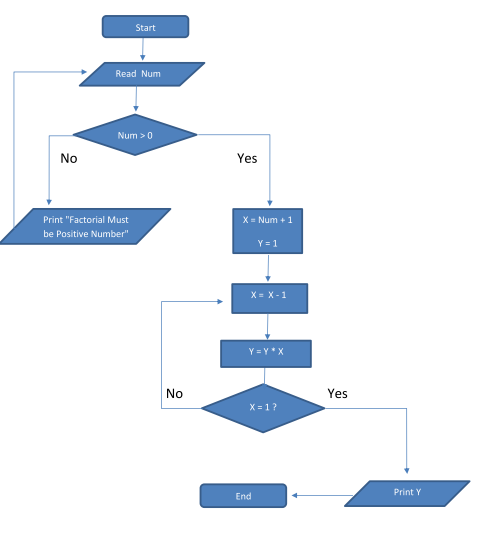 Start
Read Num
Num > 0
No
Yes
Print "Factorial Must
be Positive Number"
X = Num + 1
Y = 1
X = X - 1
Y = Y * X
No
Yes
X = 1 ?
Print Y
End